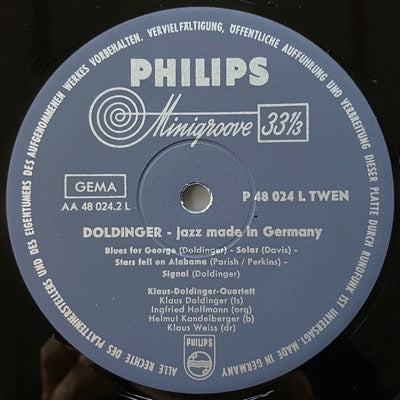 ALLE RECHTE DES PLATTENHERSTELLERS UND DES EIGENTÜMERS DES AUFGENOMMENEN WERKES VORBEHALTEN. VERVIELFÄLTIGUNG, ÖFFENTLICHE AUFFÜHRUNG UND VERBREITUNG DIESER PLATTE DURCH RUNDFUNK IST UNTERSAGT. MADE IN GERMANY
PHILIPS
Minigroove 33⅓
GEMA
AA 48 024.2 L
P 48 024 L TWEN
DOLDINGER - jazz made in Germany
Blues for George (Doldinger) - Solar (Davis) -
Stars fell on Alabama (Parish / Perkins) -
Signal (Doldinger)
Klaus-Doldinger-Quartett
Klaus Doldinger (ts)
Ingfried Hoffmann (org)
Helmut Kandelberger (b)
Klaus Weiss (dr)
PHILIPS